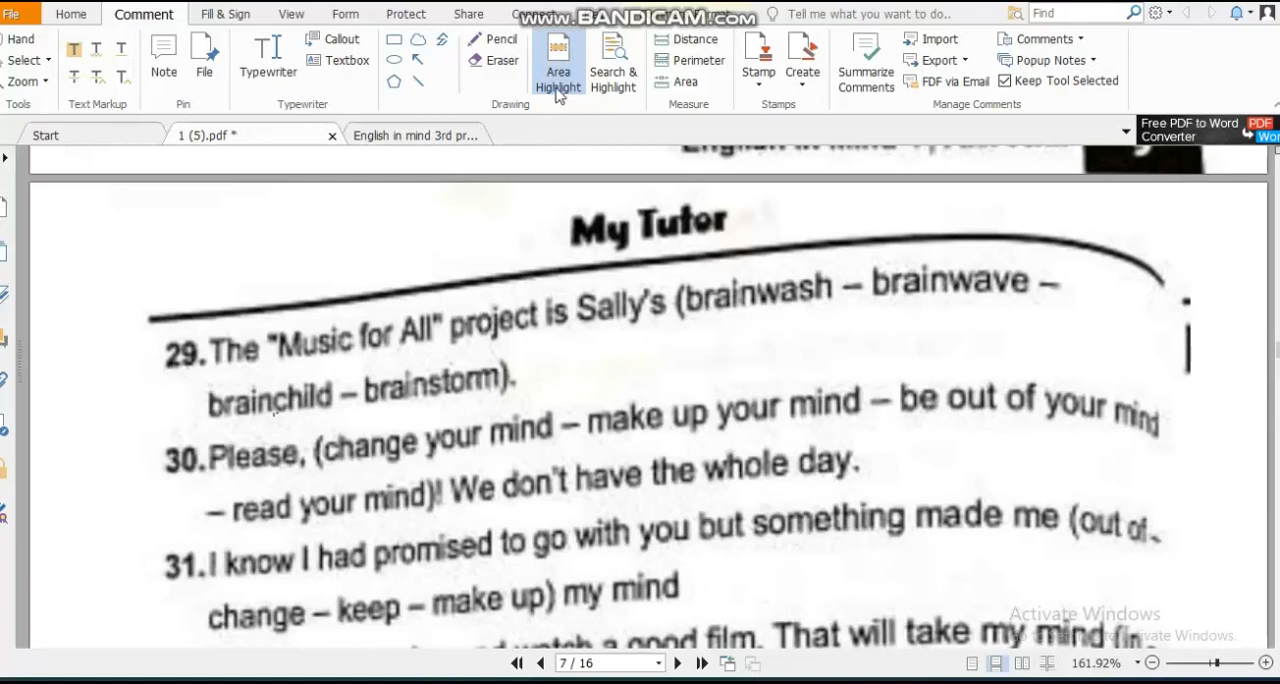 File Home Comment Fill & Sign View Form Protect Share Connect Tell me what you want to do.. Find
www.BANDICAM.com
Hand Select Zoom Tools
Text Markup
Note File Pin
Typewriter Callout Textbox Typewriter
Pencil Eraser Area Highlight Search & Highlight Drawing
Distance Perimeter Area Measure
Stamp Create Stamps
Summarize Comments Import Export FDF via Email Comments Popup Notes Keep Tool Selected Manage Comments
Start 1 (5).pdf * English in mind 3rd pr...
Free PDF to Word Converter
My Tutor
29. The "Music for All" project is Sally's (brainwash – brainwave –
brainchild – brainstorm).
30. Please, (change your mind – make up your mind – be out of your mind
– read your mind)! We don't have the whole day.
31. I know I had promised to go with you but something made me (out of
change – keep – make up) my mind
watch a good film. That will take my mind (in
Activate Windows
7 / 16
161.92%